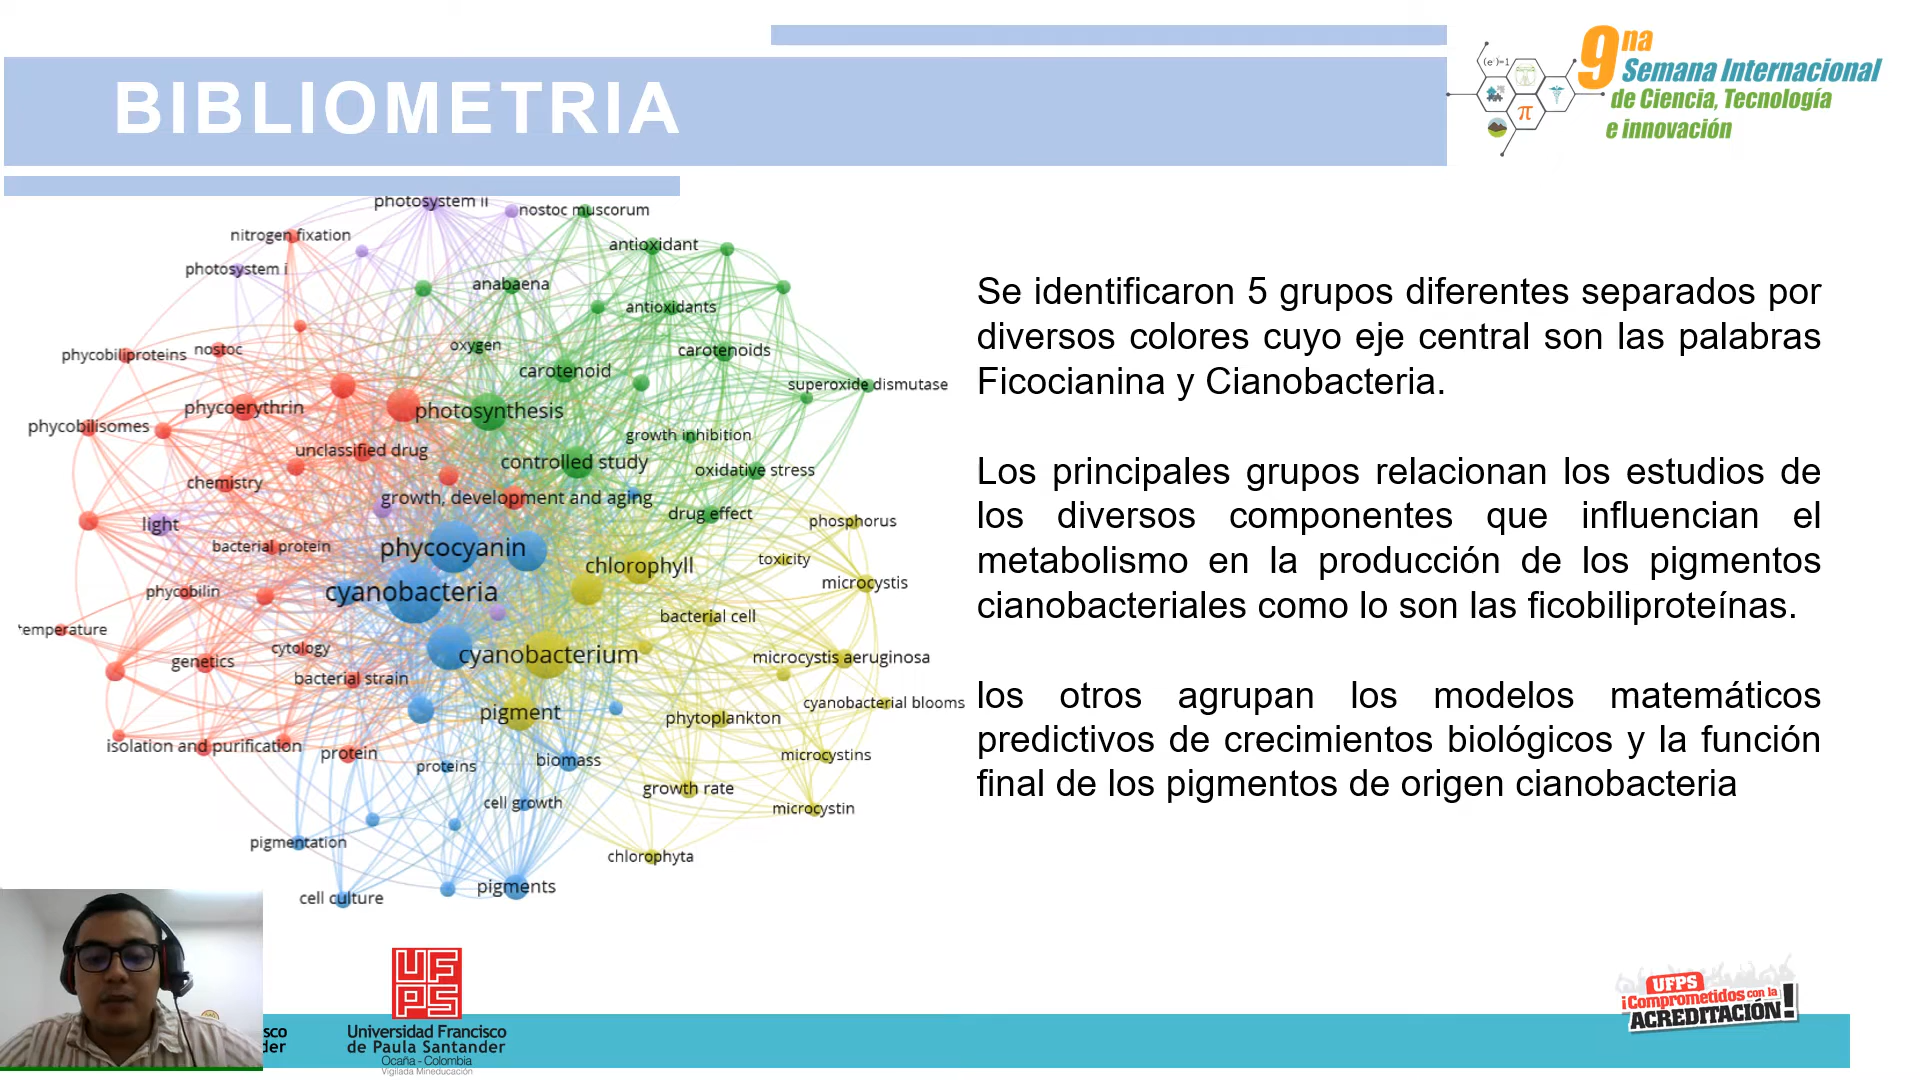 BIBLIOMETRIA
(e^i)=1
π
9na
Semana Internacional
de Ciencia, Tecnología
e innovación
photosystem ii
nostoc muscorum
nitrogen fixation
antioxidant
photosystem i
anabaena
antioxidants
oxygen
carotenoids
phycobiliproteins
nostoc
carotenoid
superoxide dismutase
phycoerythrin
photosynthesis
phycobilisomes
growth inhibition
unclassified drug
controlled study
oxidative stress
chemistry
growth, development and aging
drug effect
light
phosphorus
bacterial protein
phycocyanin
chlorophyll
toxicity
microcystis
phycobilin
cyanobacteria
bacterial cell
temperature
cytology
cyanobacterium
genetics
microcystis aeruginosa
bacterial strain
cyanobacterial blooms
pigment
phytoplankton
isolation and purification
protein
proteins
biomass
microcystins
growth rate
cell growth
microcystin
pigmentation
chlorophyta
cell culture
pigments
Se identificaron 5 grupos diferentes separados por
diversos colores cuyo eje central son las palabras
Ficocianina y Cianobacteria.
Los principales grupos relacionan los estudios de
los diversos componentes que influencian el
metabolismo en la producción de los pigmentos
cianobacteriales como lo son las ficobiliproteínas.
los otros agrupan los modelos matemáticos
predictivos de crecimientos biológicos y la función
final de los pigmentos de origen cianobacteria
sco
der
UFPS
Universidad Francisco
de Paula Santander
Ocaña - Colombia
Vigilada Mineducación
UFPS
¡Comprometidos con la
ACREDITACIÓN!